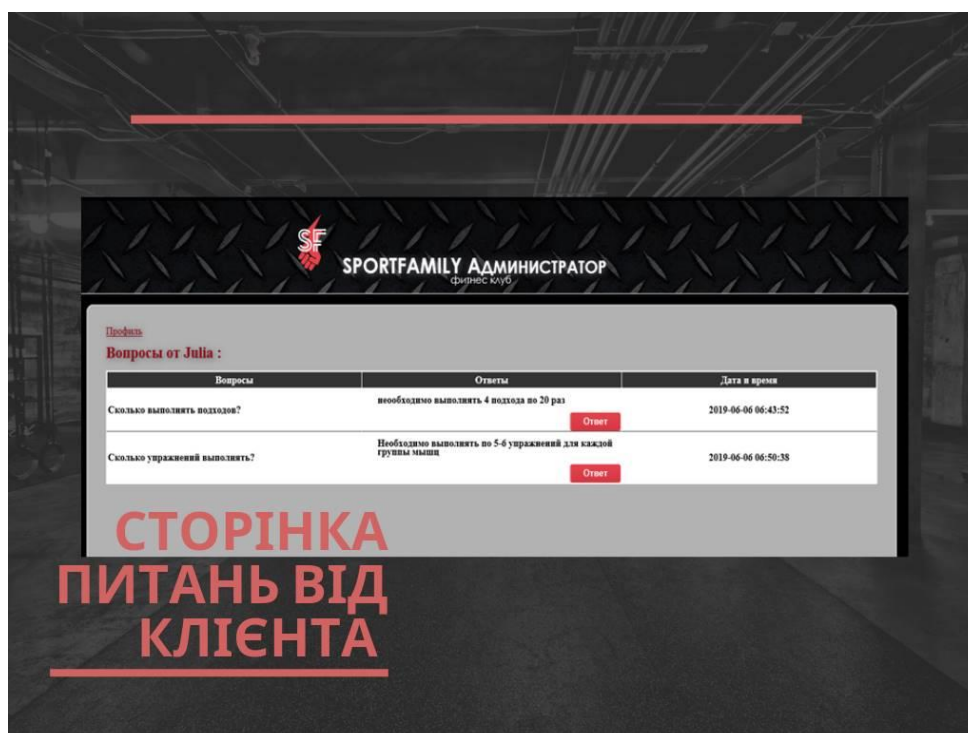 SF
SPORTFAMILY Администратор
фитнес клуб
Профиль
Вопросы от Julia :
Вопросы Ответы Дата и время
Сколько выполнять подходов? неообходимо выполнять 4 подхода по 20 раз 2019-06-06 06:43:52
Ответ
Сколько упражнений выполнять? Необходимо выполнять по 5-6 упражнений для каждой
группы мышц 2019-06-06 06:50:38
Ответ
СТОРІНКА
ПИТАНЬ ВІД
КЛІЄНТА